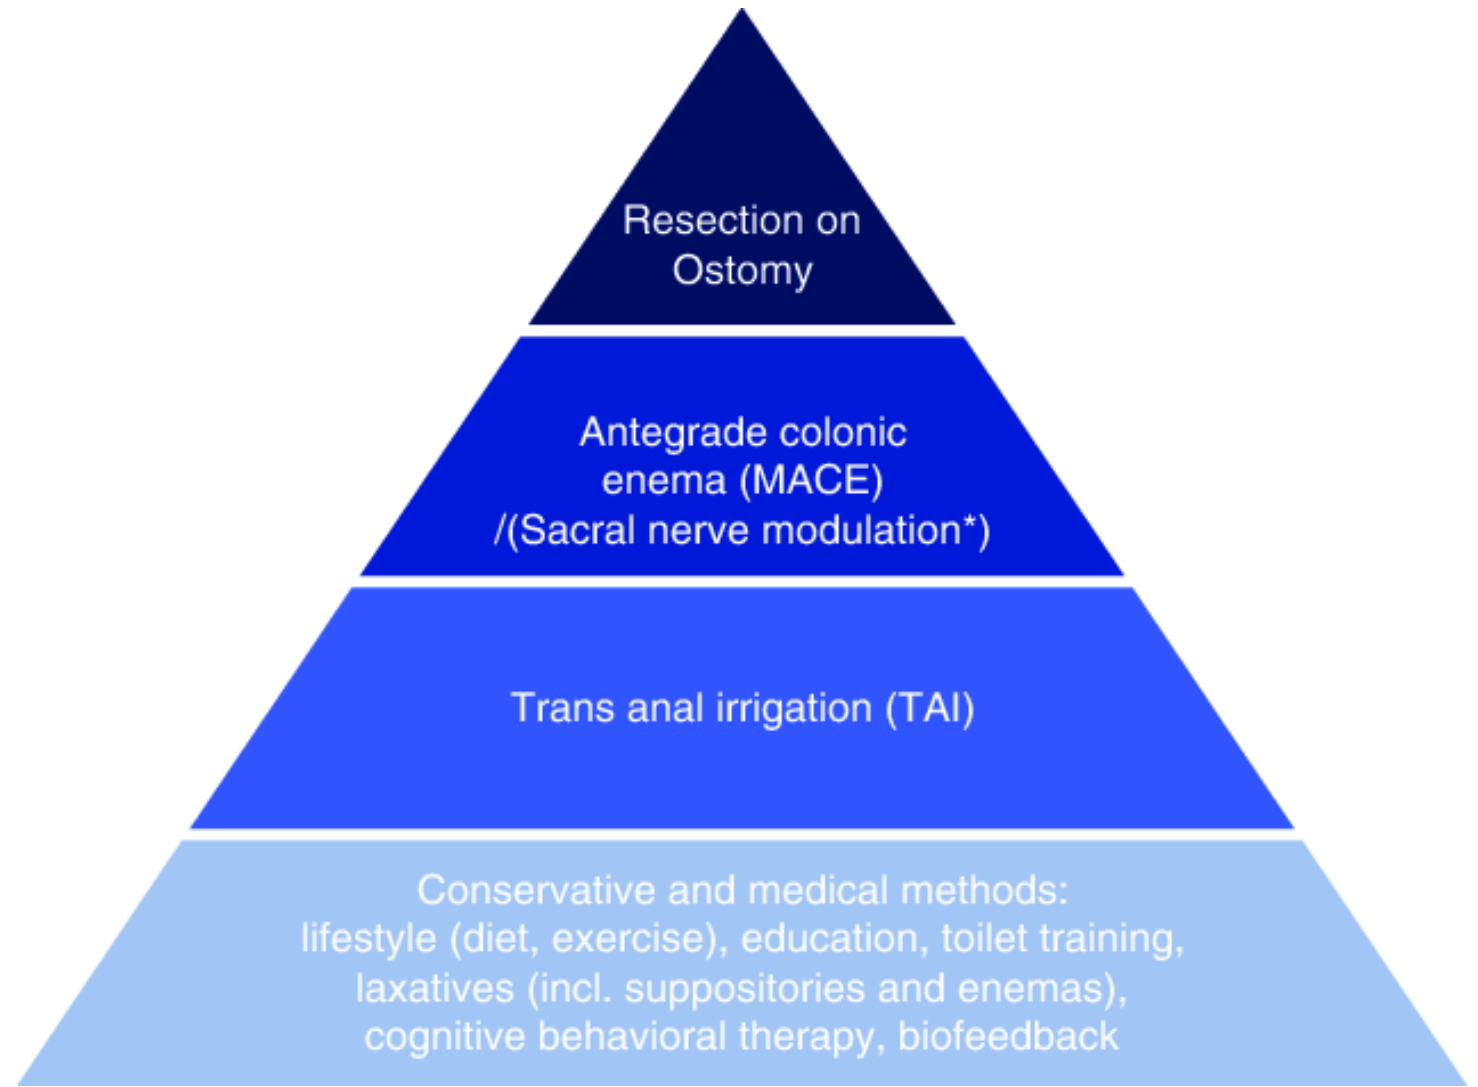 Resection on
Ostomy
Antegrade colonic
enema (MACE)
/(Sacral nerve modulation*)
Trans anal irrigation (TAI)
Conservative and medical methods:
lifestyle (diet, exercise), education, toilet training,
laxatives (incl. suppositories and enemas),
cognitive behavioral therapy, biofeedback